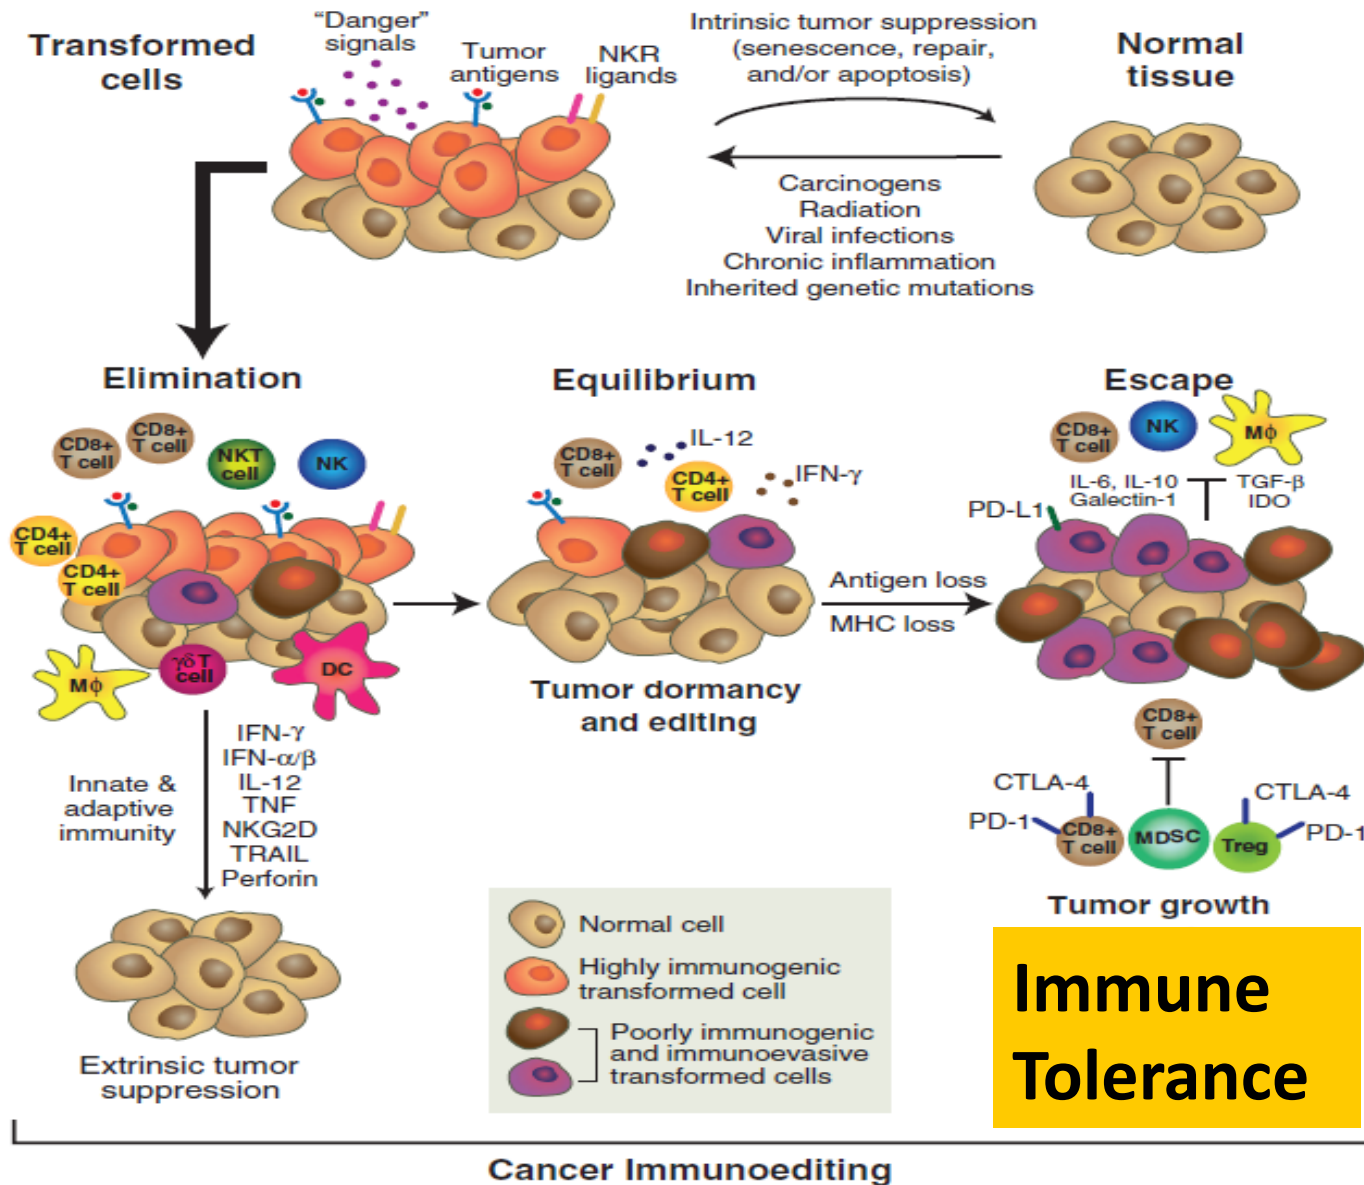 Transformed
cells
"Danger"
signals
Tumor
antigens
NKR
ligands
Intrinsic tumor suppression
(senescence, repair,
and/or apoptosis)
Normal
tissue
Carcinogens
Radiation
Viral infections
Chronic inflammation
Inherited genetic mutations
Elimination
CD8+
T cell
CD8+
T cell
NKT
cell
NK
CD4+
T cell
CD4+
T cell
Mϕ
γδ T
cell
DC
Innate &
adaptive
immunity
IFN-γ
IFN-α/β
IL-12
TNF
NKG2D
TRAIL
Perforin
Extrinsic tumor
suppression
Equilibrium
CD8+
T cell
IL-12
CD4+
T cell
IFN-γ
Tumor dormancy
and editing
Antigen loss
MHC loss
Escape
CD8+
T cell
NK
Mϕ
IL-6, IL-10
Galectin-1
TGF-β
IDO
PD-L1
CD8+
T cell
CTLA-4
PD-1
CD8+
T cell
MDSC
Treg
CTLA-4
PD-1
Tumor growth
Normal cell
Highly immunogenic
transformed cell
Poorly immunogenic
and immunoevasive
transformed cells
Immune
Tolerance
Cancer Immunoediting